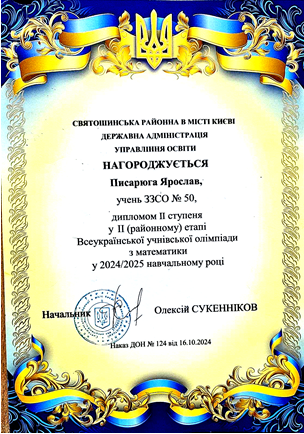 СВЯТОШИНСЬКА РАЙОННА В МІСТІ КИЄВІ
ДЕРЖАВНА АДМІНІСТРАЦІЯ
УПРАВЛІННЯ ОСВІТИ
НАГОРОДЖУЄТЬСЯ
Писарюга Ярослав,
учень ЗЗСО № 50,
дипломом ІІ ступеня
у ІІ (районному) етапі
Всеукраїнської учнівської олімпіади
з математики
у 2024/2025 навчальному році
Начальник Олексій СУКЕННІКОВ
Наказ ДОН № 124 від 16.10.2024